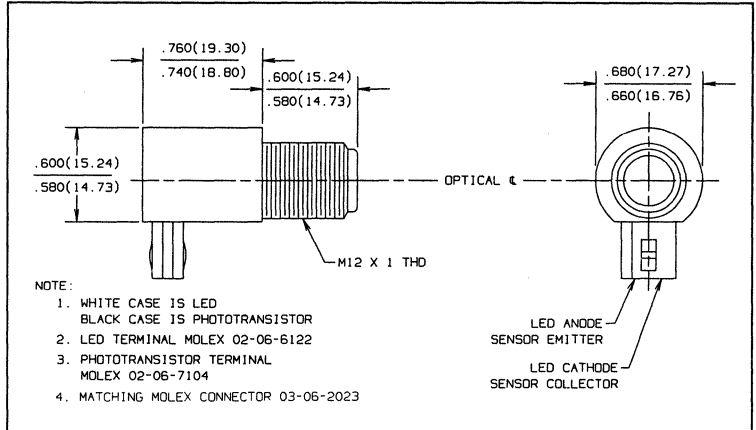 .760(19.30)
.740(18.80)
.600(15.24)
.580(14.73)
.680(17.27)
.660(16.76)
.600(15.24)
.580(14.73)
OPTICAL ℄
M12 X 1 THD
NOTE:
1. WHITE CASE IS LED
BLACK CASE IS PHOTOTRANSISTOR
2. LED TERMINAL MOLEX 02-06-6122
3. PHOTOTRANSISTOR TERMINAL
MOLEX 02-06-7104
4. MATCHING MOLEX CONNECTOR 03-06-2023
LED ANODE
SENSOR EMITTER
LED CATHODE
SENSOR COLLECTOR